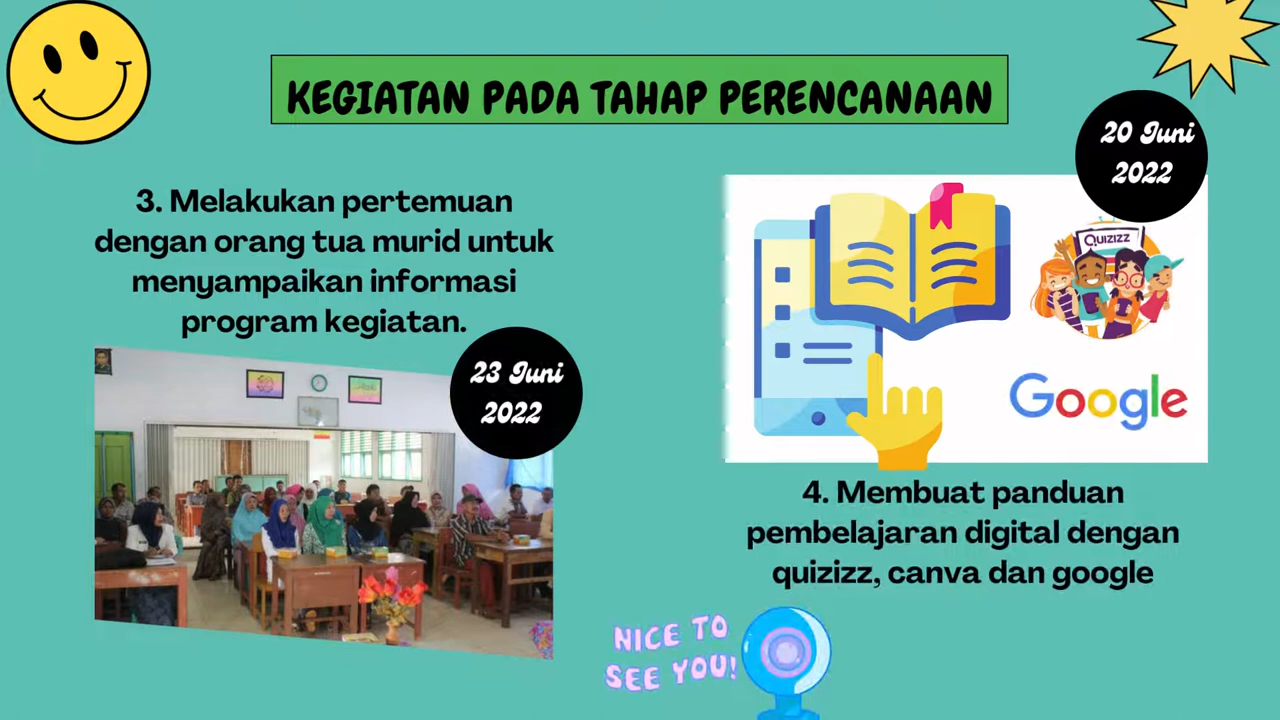 KEGIATAN PADA TAHAP PERENCANAAN
3. Melakukan pertemuan
dengan orang tua murid untuk
menyampaikan informasi
program kegiatan.
23 Juni
2022
20 Juni
2022
QUIZIZZ
Google
4. Membuat panduan
pembelajaran digital dengan
quizizz, canva dan google
NICE TO
SEE YOU!